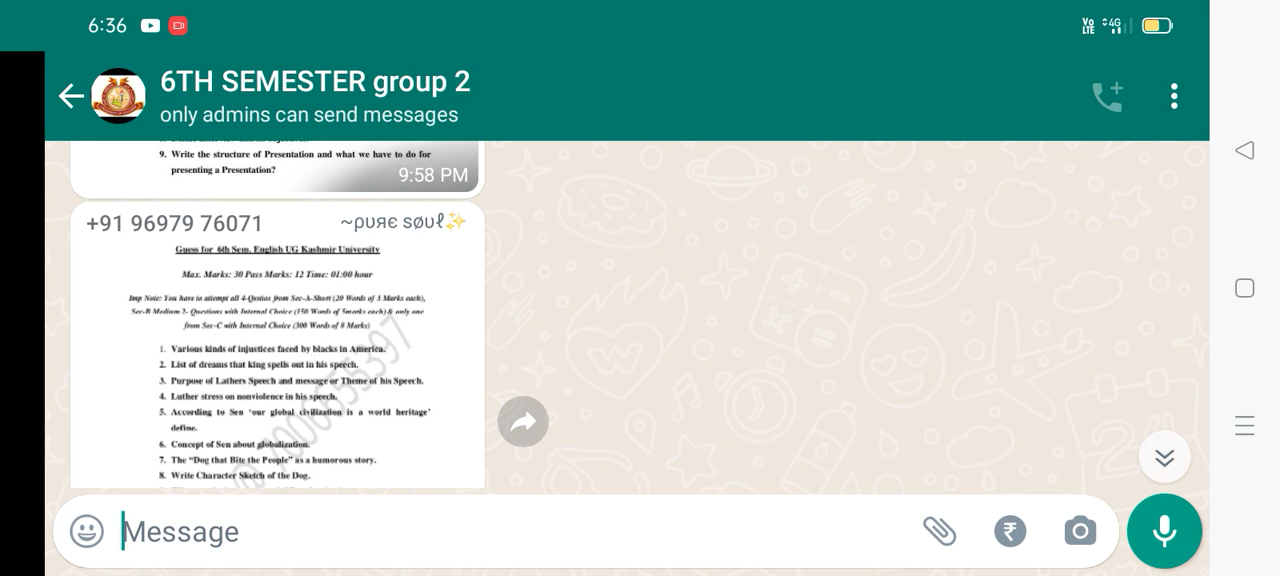 6:36
Vo LTE 4G
6TH SEMESTER group 2
only admins can send messages
9. Write the structure of Presentation and what we have to do for
presenting a Presentation?
9:58 PM
+91 96979 76071 ~ρυяє søυℓ✨
Guess for 6th Sem. English UG Kashmir University
Max. Marks: 30 Pass Marks: 12 Time: 01:00 hour
Imp Note: You have to attempt all 4-Qustios from Sec-A-Short (20 Words of 3 Marks each),
Sec-B Medium 2- Questions with Internal Choice (150 Words of 5marks each) & only one
from Sec-C with Internal Choice (300 Words of 8 Marks)
1. Various kinds of injustices faced by blacks in America.
2. List of dreams that king spells out in his speech.
3. Purpose of Lathers Speech and message or Theme of his Speech.
4. Luther stress on nonviolence in his speech.
5. According to Sen ‘our global civilization is a world heritage’
define.
6. Concept of Sen about globalization.
7. The “Dog that Bite the People” as a humorous story.
8. Write Character Sketch of the Dog.
Message